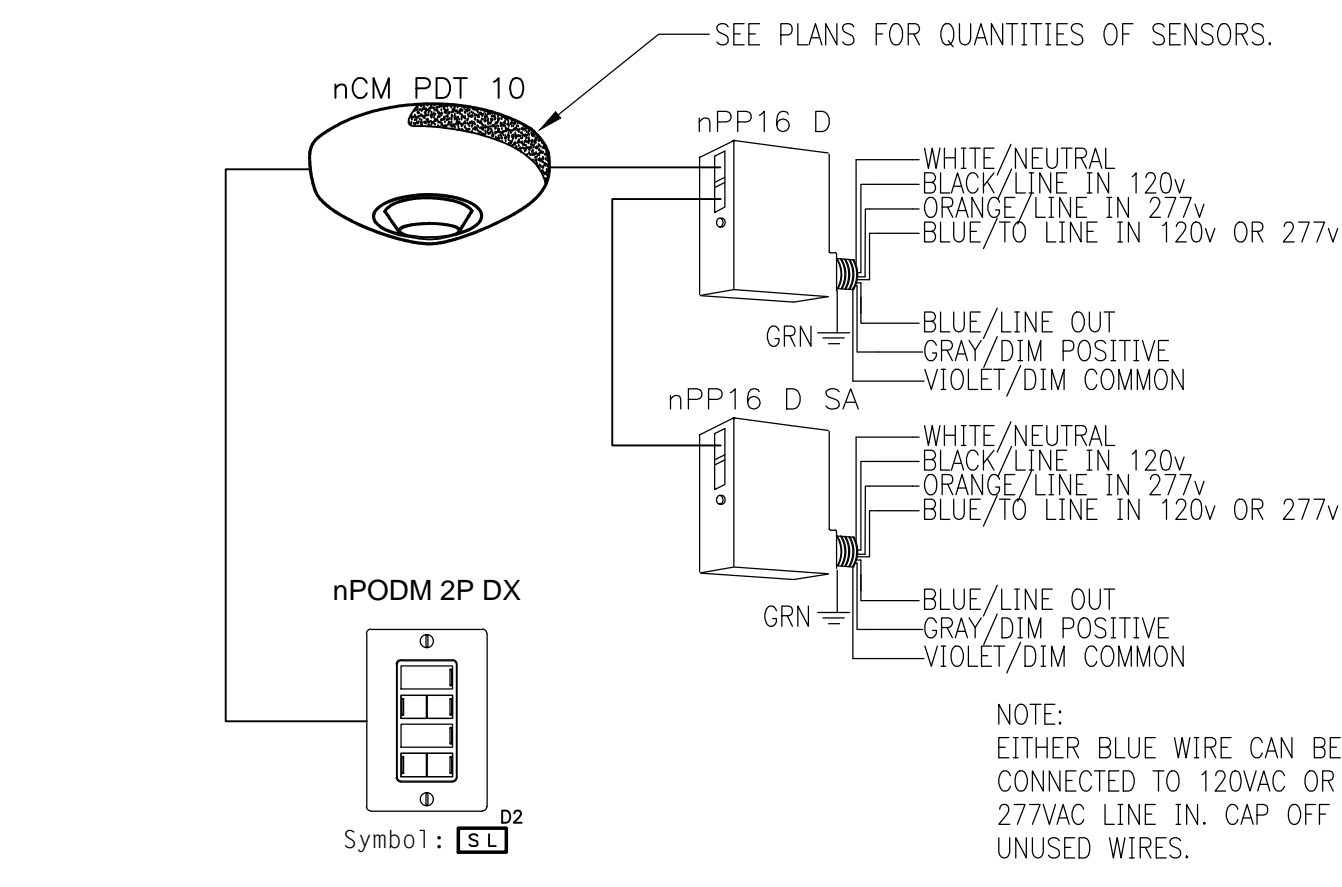 SEE PLANS FOR QUANTITIES OF SENSORS.
nCM PDT 10
nPP16 D
WHITE/NEUTRAL
BLACK/LINE IN 120v
ORANGE/LINE IN 277v
BLUE/TO LINE IN 120v OR 277v
BLUE/LINE OUT
GRN
GRAY/DIM POSITIVE
VIOLET/DIM COMMON
nPP16 D SA
WHITE/NEUTRAL
BLACK/LINE IN 120v
ORANGE/LINE IN 277v
BLUE/TO LINE IN 120v OR 277v
BLUE/LINE OUT
GRN
GRAY/DIM POSITIVE
VIOLET/DIM COMMON
nPODM 2P DX
D2
Symbol: SL
NOTE:
EITHER BLUE WIRE CAN BE
CONNECTED TO 120VAC OR
277VAC LINE IN. CAP OFF
UNUSED WIRES.